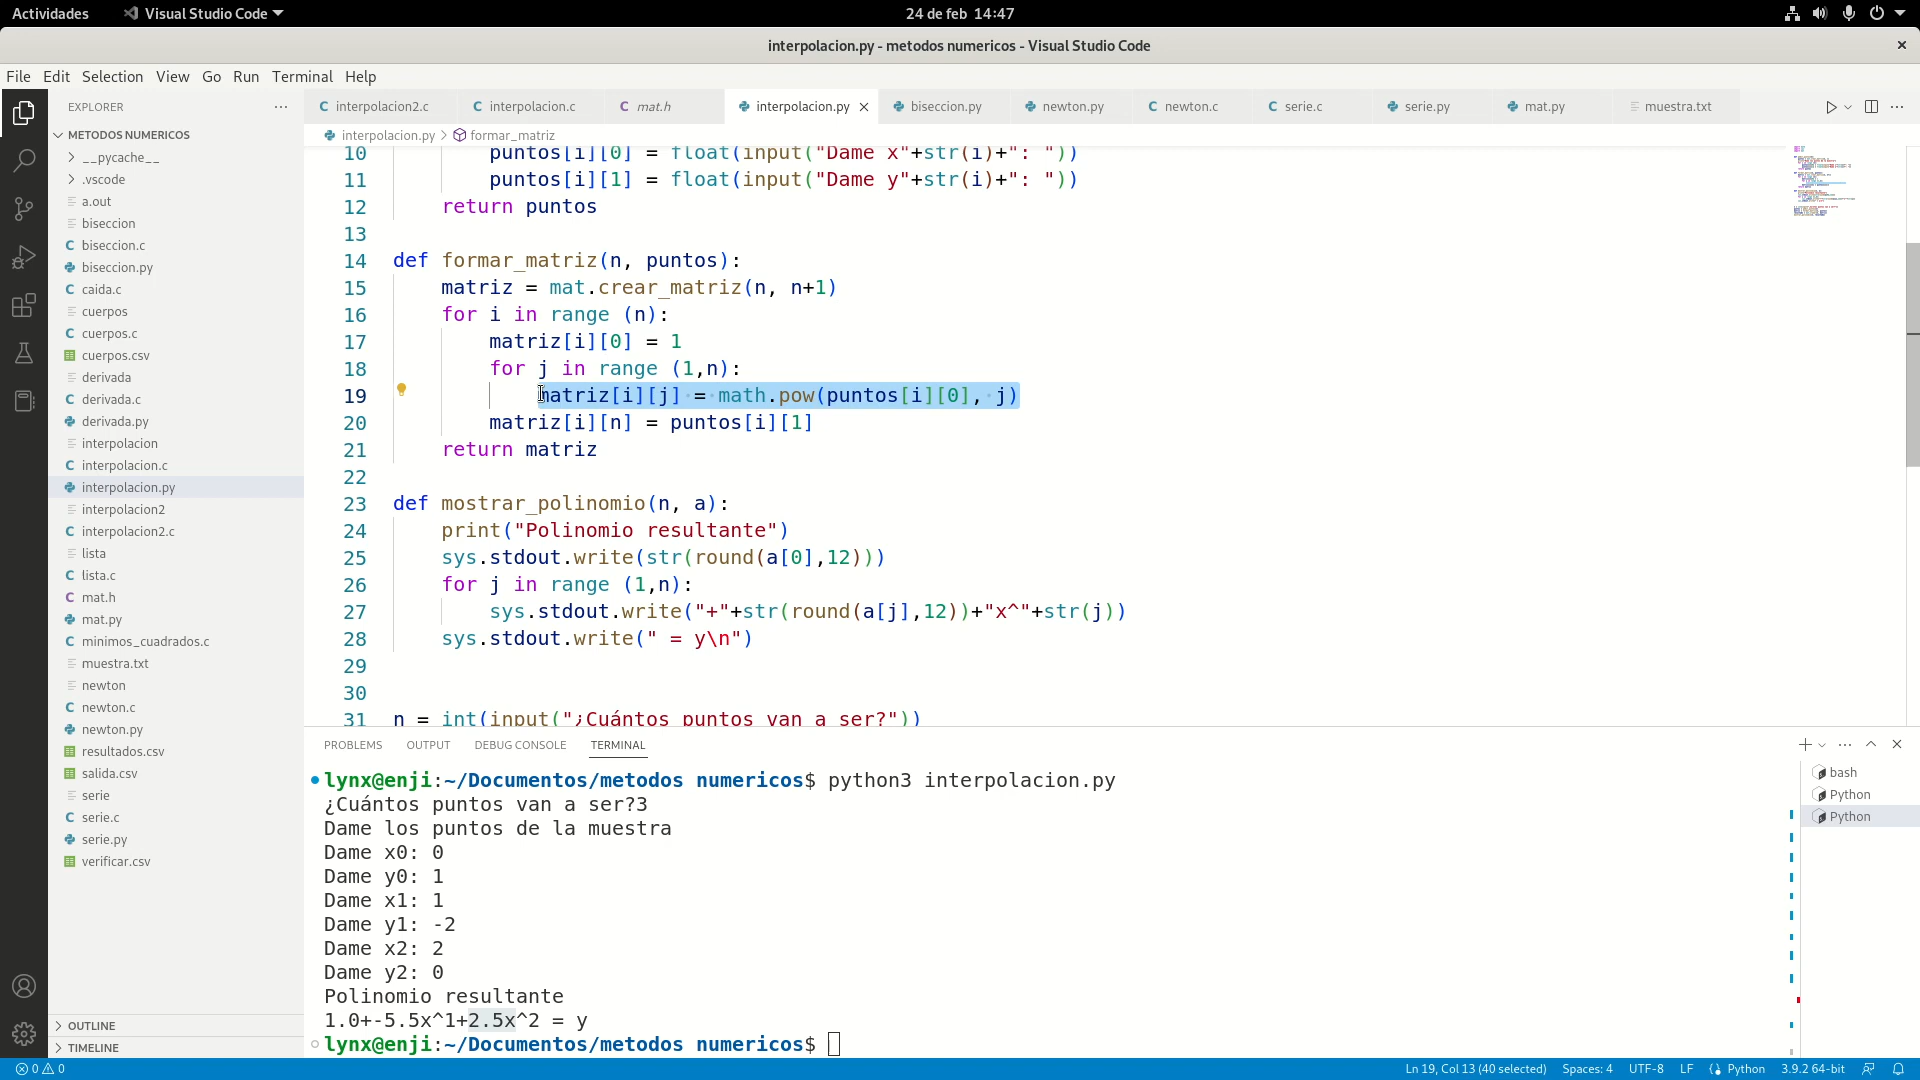 Actividades
Visual Studio Code
24 de feb 14:47
interpolacion.py - metodos numericos - Visual Studio Code
File Edit Selection View Go Run Terminal Help
EXPLORER
METODOS NUMERICOS
__pycache__
.vscode
a.out
biseccion
biseccion.c
biseccion.py
caida.c
cuerpos
cuerpos.c
cuerpos.csv
derivada
derivada.c
derivada.py
interpolacion
interpolacion.c
interpolacion.py
interpolacion2
interpolacion2.c
lista
lista.c
mat.h
mat.py
minimos_cuadrados.c
muestra.txt
newton
newton.c
newton.py
resultados.csv
salida.csv
serie
serie.c
serie.py
verificar.csv
OUTLINE
TIMELINE
interpolacion2.c interpolacion.c mat.h interpolacion.py biseccion.py newton.py newton.c serie.c serie.py mat.py muestra.txt
interpolacion.py > formar_matriz
10 puntos[i][0] = float(input("Dame x"+str(i)+": "))
11 puntos[i][1] = float(input("Dame y"+str(i)+": "))
12 return puntos
13
14 def formar_matriz(n, puntos):
15 matriz = mat.crear_matriz(n, n+1)
16 for i in range (n):
17 matriz[i][0] = 1
18 for j in range (1,n):
19 matriz[i][j] = math.pow(puntos[i][0], j)
20 matriz[i][n] = puntos[i][1]
21 return matriz
22
23 def mostrar_polinomio(n, a):
24 print("Polinomio resultante")
25 sys.stdout.write(str(round(a[0],12)))
26 for j in range (1,n):
27 sys.stdout.write("+"+str(round(a[j],12))+"x^"+str(j))
28 sys.stdout.write(" = y\n")
29
30
31 n = int(input("¿Cuántos puntos van a ser?"))
PROBLEMS OUTPUT DEBUG CONSOLE TERMINAL
lynx@enji:~/Documentos/metodos numericos$ python3 interpolacion.py
¿Cuántos puntos van a ser?3
Dame los puntos de la muestra
Dame x0: 0
Dame y0: 1
Dame x1: 1
Dame y1: -2
Dame x2: 2
Dame y2: 0
Polinomio resultante
1.0+-5.5x^1+2.5x^2 = y
lynx@enji:~/Documentos/metodos numericos$
bash
Python
Python
0 0
Ln 19, Col 13 (40 selected) Spaces: 4 UTF-8 LF Python 3.9.2 64-bit